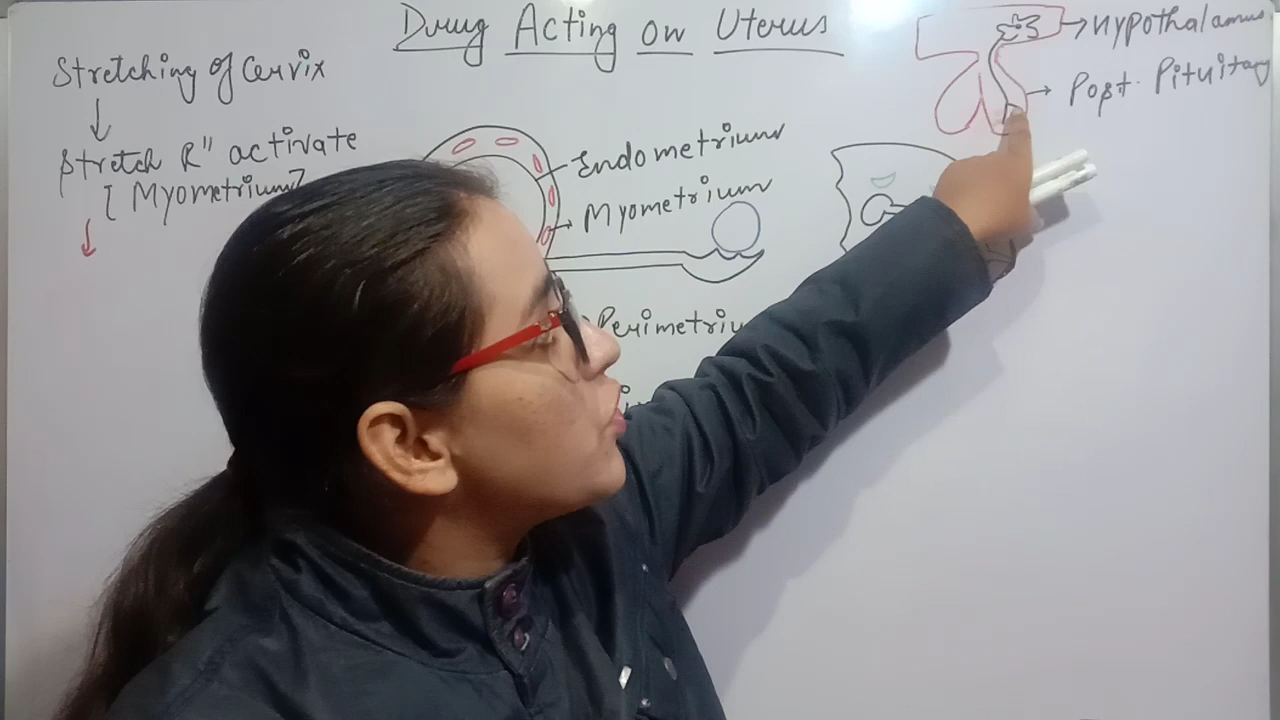 Drug Acting on Uterus
Stretching of Cervix
Stretch R" activate
[Myometrium]
Endometrium
Myometrium
Perimetriu
Hypothalamus
Post. Pituitary